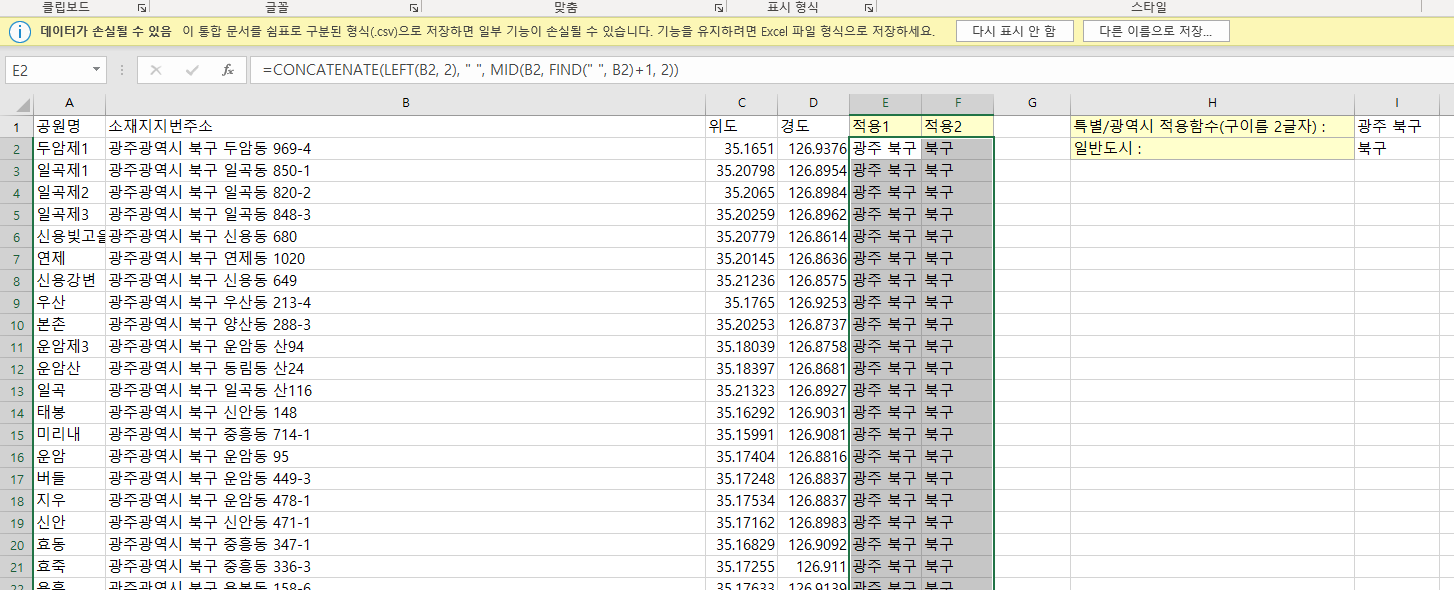 클립보드 글꼴 맞춤 표시 형식 스타일
데이터가 손실될 수 있음 이 통합 문서를 쉼표로 구분된 형식(.csv)으로 저장하면 일부 기능이 손실될 수 있습니다. 기능을 유지하려면 Excel 파일 형식으로 저장하세요. 다시 표시 안 함 다른 이름으로 저장...
E2 fx =CONCATENATE(LEFT(B2, 2), " ", MID(B2, FIND(" ", B2)+1, 2))
A B C D E F G H I
1 공원명 소재지지번주소 위도 경도 적용1 적용2 특별/광역시 적용함수(구이름 2글자) : 광주 북구
2 두암제1 광주광역시 북구 두암동 969-4 35.1651 126.9376 광주 북구 북구 일반도시 : 북구
3 일곡제1 광주광역시 북구 일곡동 850-1 35.20798 126.8954 광주 북구 북구
4 일곡제2 광주광역시 북구 일곡동 820-2 35.2065 126.8984 광주 북구 북구
5 일곡제3 광주광역시 북구 일곡동 848-3 35.20259 126.8962 광주 북구 북구
6 신용빛고을 광주광역시 북구 신용동 680 35.20779 126.8614 광주 북구 북구
7 연제 광주광역시 북구 연제동 1020 35.20145 126.8636 광주 북구 북구
8 신용강변 광주광역시 북구 신용동 649 35.21236 126.8575 광주 북구 북구
9 우산 광주광역시 북구 우산동 213-4 35.1765 126.9253 광주 북구 북구
10 본촌 광주광역시 북구 양산동 288-3 35.20253 126.8737 광주 북구 북구
11 운암제3 광주광역시 북구 운암동 산94 35.18039 126.8758 광주 북구 북구
12 운암산 광주광역시 북구 동림동 산24 35.18397 126.8681 광주 북구 북구
13 일곡 광주광역시 북구 일곡동 산116 35.21323 126.8927 광주 북구 북구
14 태봉 광주광역시 북구 신안동 148 35.16292 126.9031 광주 북구 북구
15 미리내 광주광역시 북구 중흥동 714-1 35.15991 126.9081 광주 북구 북구
16 운암 광주광역시 북구 운암동 95 35.17404 126.8816 광주 북구 북구
17 버들 광주광역시 북구 운암동 449-3 35.17248 126.8837 광주 북구 북구
18 지우 광주광역시 북구 운암동 478-1 35.17534 126.8837 광주 북구 북구
19 신안 광주광역시 북구 신안동 471-1 35.17162 126.8983 광주 북구 북구
20 효동 광주광역시 북구 중흥동 347-1 35.16829 126.9092 광주 북구 북구
21 효죽 광주광역시 북구 중흥동 336-3 35.17255 126.911 광주 북구 북구
22 광주광역시 북구 158-6 35.17633 126.9139 광주 북구 북구